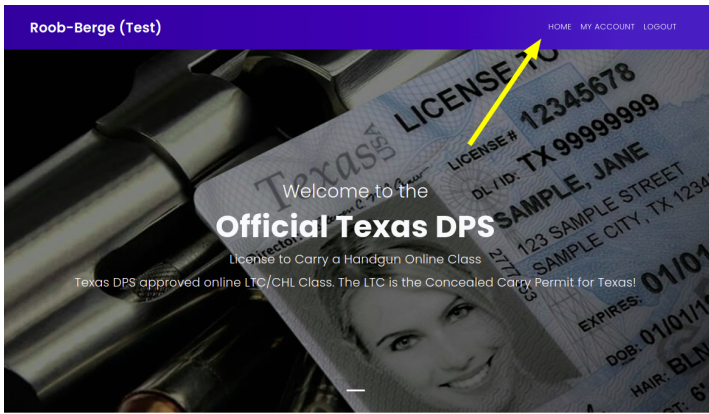 Roob-Berge (Test)
HOME MY ACCOUNT LOGOUT
LICENSE TO
Texas
USA
LICENSE # 12345678
DL/ID: TX 99999999
SAMPLE, JANE
123 SAMPLE STREET
SAMPLE CITY, TX 1234
Director:
Welcome to the
Official Texas DPS
License to Carry a Handgun Online Class
Texas DPS approved online LTC/CHL Class. The LTC is the Concealed Carry Permit for Texas!
EXPIRES: 01/01
DOB: 01/01/1
HAIR: BLN